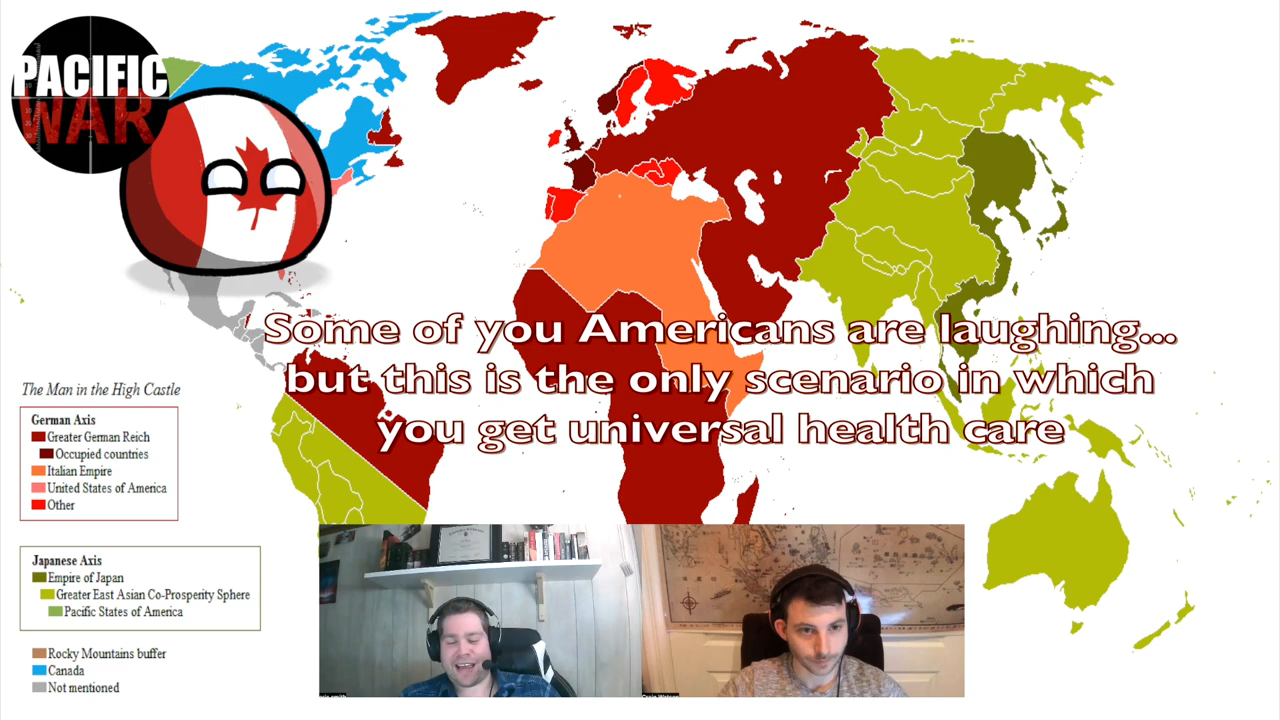 PACIFIC
WAR
Some of you Americans are laughing...
but this is the only scenario in which
you get universal health care
The Man in the High Castle
German Axis
Greater German Reich
Occupied countries
Italian Empire
United States of America
Other
Japanese Axis
Empire of Japan
Greater East Asian Co-Prosperity Sphere
Pacific States of America
Rocky Mountains buffer
Canada
Not mentioned